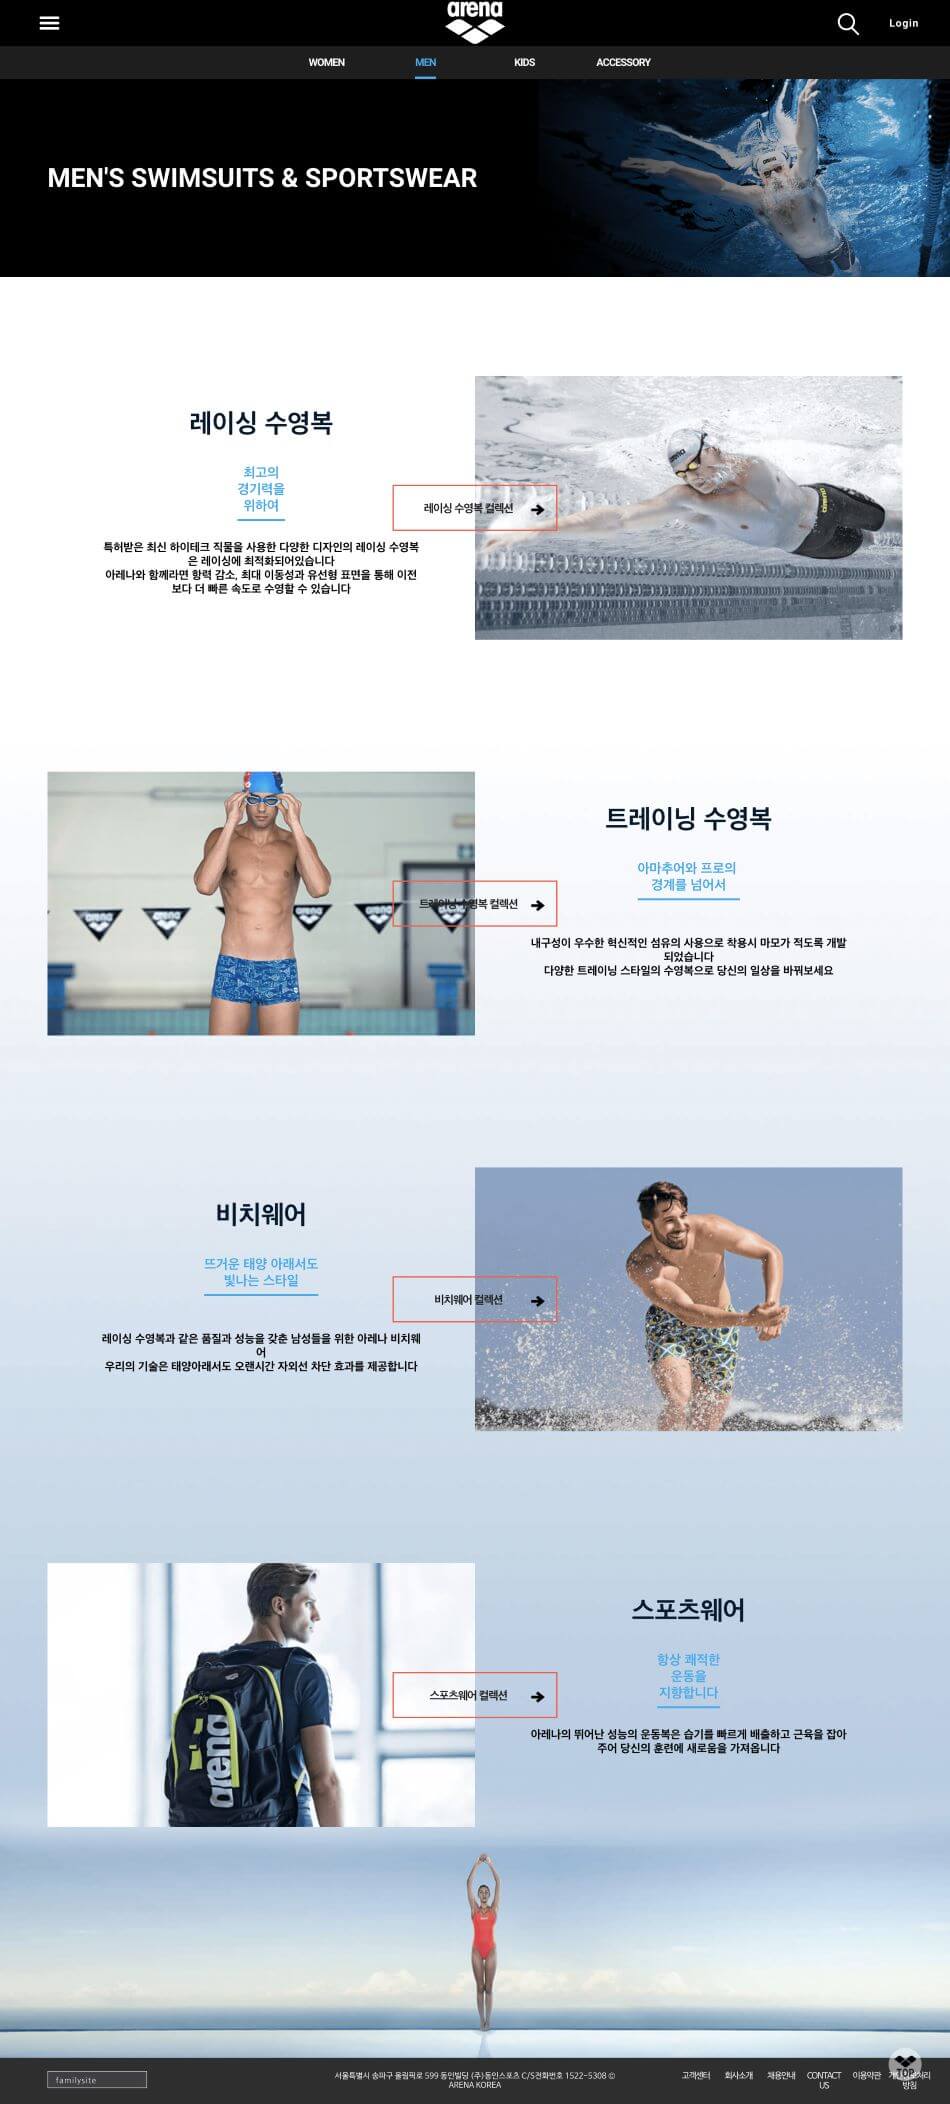 arena
Login
WOMEN
MEN
KIDS
ACCESSORY
MEN'S SWIMSUITS & SPORTSWEAR
레이싱 수영복
최고의
경기력을
위하여
레이싱 수영복 컬렉션
특허받은 최신 하이테크 직물을 사용한 다양한 디자인의 레이싱 수영복
은 레이싱에 최적화되어있습니다
아레나와 함께라면 항력 감소, 최대 이동성과 유선형 표면을 통해 이전
보다 더 빠른 속도로 수영할 수 있습니다
arena
arena
트레이닝 수영복
아마추어와 프로의
경계를 넘어서
트레이닝 수영복 컬렉션
arena
arena
arena
내구성이 우수한 혁신적인 섬유의 사용으로 착용시 마모가 적도록 개발
되었습니다
다양한 트레이닝 스타일의 수영복으로 당신의 일상을 바꿔보세요
비치웨어
뜨거운 태양 아래서도
빛나는 스타일
비치웨어 컬렉션
레이싱 수영복과 같은 품질과 성능을 갖춘 남성들을 위한 아레나 비치웨
어
우리의 기술은 태양아래서도 오랜시간 자외선 차단 효과를 제공합니다
스포츠웨어
항상 쾌적한
운동을
지향합니다
스포츠웨어 컬렉션
arena
아레나의 뛰어난 성능의 운동복은 습기를 빠르게 배출하고 근육을 잡아
주어 당신의 훈련에 새로움을 가져옵니다
familysite
서울특별시 송파구 올림픽로 599 동인빌딩 (주)동인스포츠 C/S전화번호 1522-5308 ©
ARENA KOREA
고객센터
회사소개
채용안내
CONTACT
US
이용약관
방침
TOP